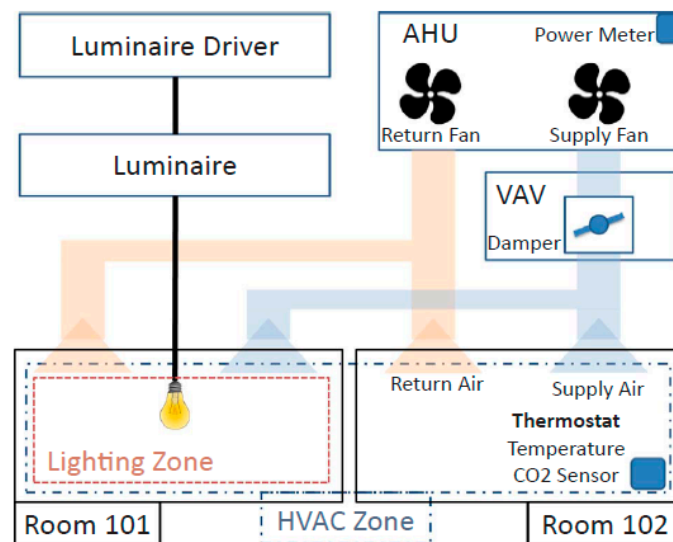 Luminaire Driver
AHU
Power Meter
Return Fan
Supply Fan
Luminaire
VAV
Damper
Return Air
Supply Air
Thermostat
Temperature
CO2 Sensor
Lighting Zone
Room 101
HVAC Zone
Room 102